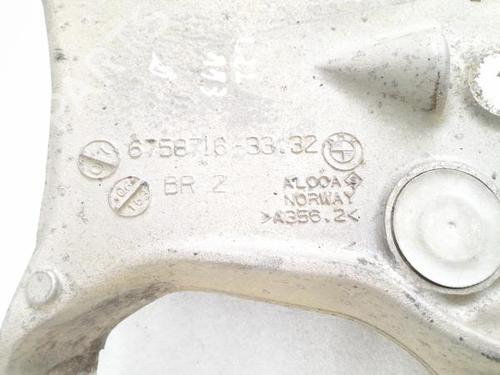 6758716-33.32
BR 2
ALCOA
NORWAY
>A356.2<